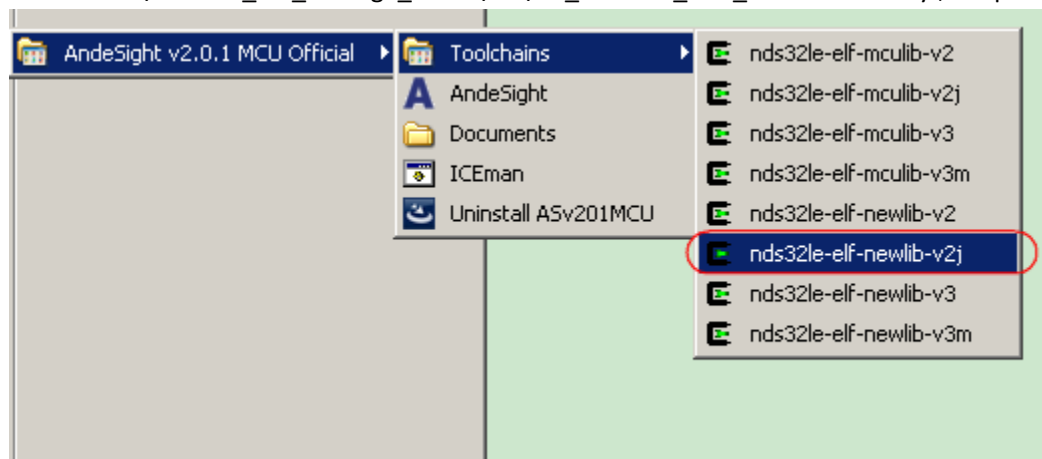 AndeSight v2.0.1 MCU Official
Toolchains
AndeSight
Documents
ICEman
Uninstall ASv201MCU
nds32le-elf-mculib-v2
nds32le-elf-mculib-v2j
nds32le-elf-mculib-v3
nds32le-elf-mculib-v3m
nds32le-elf-newlib-v2
nds32le-elf-newlib-v2j
nds32le-elf-newlib-v3
nds32le-elf-newlib-v3m